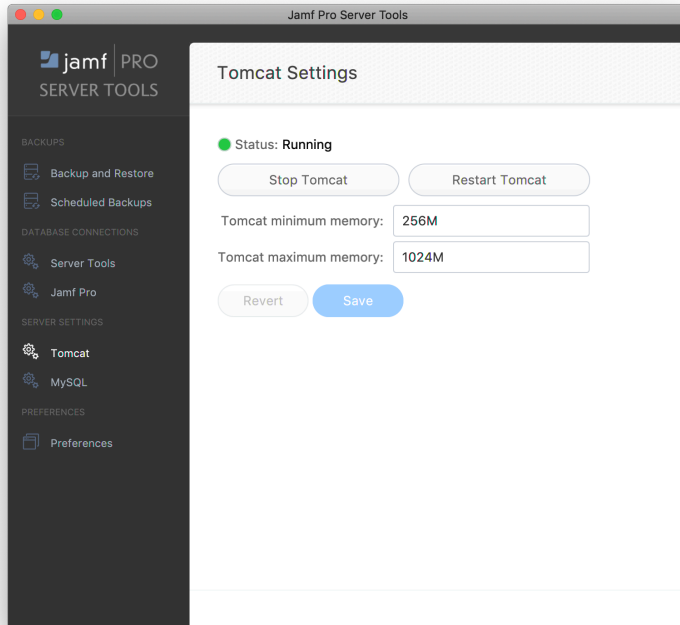 Jamf Pro Server Tools
jamf PRO
SERVER TOOLS
BACKUPS
Backup and Restore
Scheduled Backups
DATABASE CONNECTIONS
Server Tools
Jamf Pro
SERVER SETTINGS
Tomcat
MySQL
PREFERENCES
Preferences
Tomcat Settings
Status: Running
Stop Tomcat Restart Tomcat
Tomcat minimum memory: 256M
Tomcat maximum memory: 1024M
Revert Save